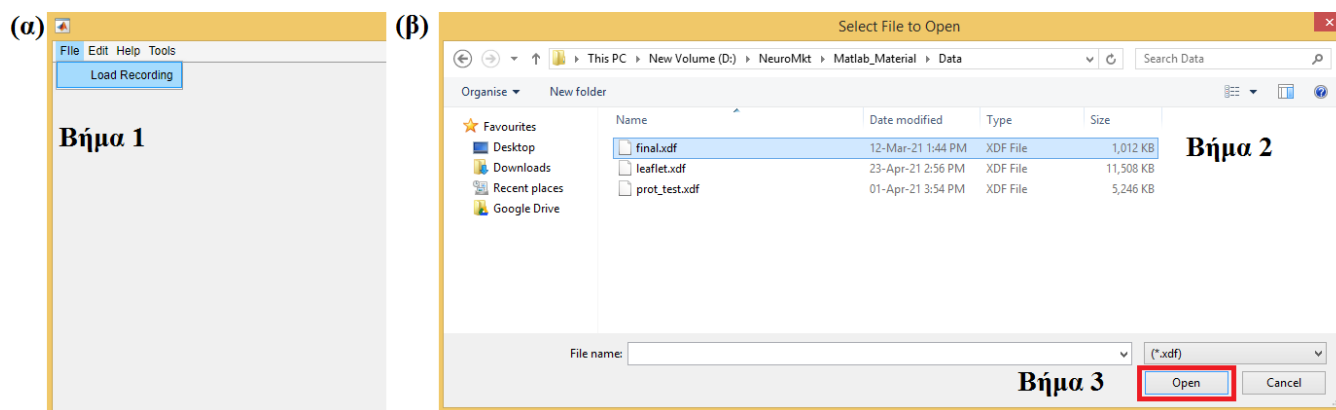 (α)
FIle Edit Help Tools
Load Recording
Βήμα 1
(β)
Select File to Open
This PC New Volume (D:) NeuroMkt Matlab_Material Data
Search Data
Organise New folder
Favourites
Desktop
Downloads
Recent places
Google Drive
Name Date modified Type Size
final.xdf 12-Mar-21 1:44 PM XDF File 1,012 KB
leaflet.xdf 23-Apr-21 2:56 PM XDF File 11,508 KB
prot_test.xdf 01-Apr-21 3:54 PM XDF File 5,246 KB
Βήμα 2
File name: (*.xdf)
Βήμα 3
Open Cancel